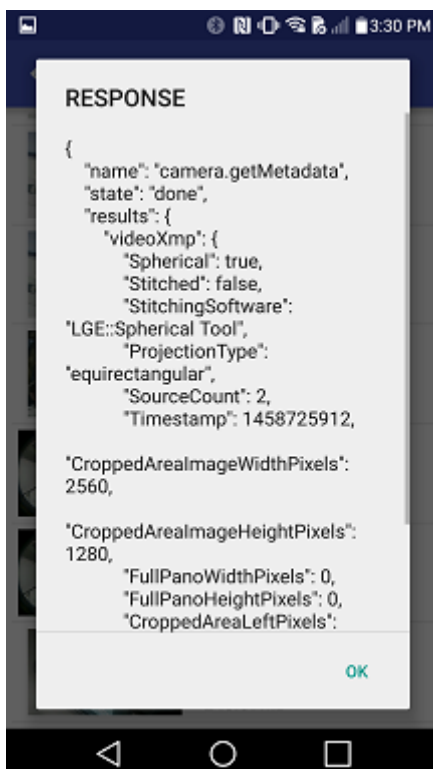 3:30 PM
RESPONSE
{
"name": "camera.getMetadata",
"state": "done",
"results": {
"videoXmp": {
"Spherical": true,
"Stitched": false,
"StitchingSoftware":
"LGE::Spherical Tool",
"ProjectionType":
"equirectangular",
"SourceCount": 2,
"Timestamp": 1458725912,
"CroppedAreaImageWidthPixels":
2560,
"CroppedAreaImageHeightPixels":
1280,
"FullPanoWidthPixels": 0,
"FullPanoHeightPixels": 0,
"CroppedAreaLeftPixels":
OK